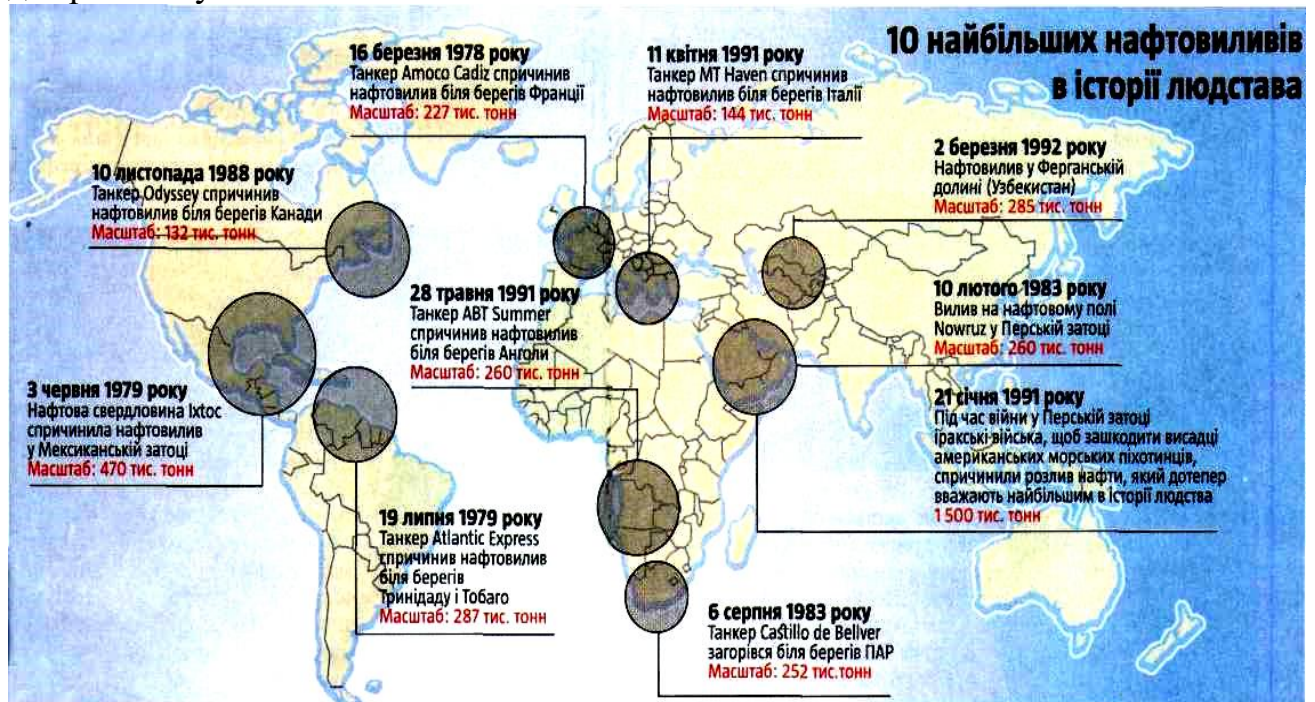 10 найбільших нафтовиливів
в історії людства
16 березня 1978 року
Танкер Amoco Cadiz спричинив
нафтовилив біля берегів Франції
Масштаб: 227 тис. тонн
11 квітня 1991 року
Танкер MT Haven спричинив
нафтовилив біля берегів Італії
Масштаб: 144 тис. тонн
2 березня 1992 року
Нафтовилив у Ферганській
долині (Узбекистан)
Масштаб: 285 тис. тонн
10 листопада 1988 року
Танкер Odyssey спричинив
нафтовилив біля берегів Канади
Масштаб: 132 тис. тонн
28 травня 1991 року
Танкер ABT Summer
спричинив нафтовилив
біля берегів Анголи
Масштаб: 260 тис. тонн
10 лютого 1983 року
Вилив на нафтовому полі
Nowruz у Перській затоці
Масштаб: 260 тис. тонн
3 червня 1979 року
Нафтова свердловина Ixtoc
спричинила нафтовилив
у Мексиканській затоці
Масштаб: 470 тис. тонн
21 січня 1991 року
Під час війни у Перській затоці
іракські війська, щоб зашкодити висадці
американських морських піхотинців,
спричинили розлив нафти, який дотепер
вважають найбільшим в історії людства
1 500 тис. тонн
19 липня 1979 року
Танкер Atlantic Express
спричинив нафтовилив
біля берегів
Тринідаду і Тобаго
Масштаб: 287 тис. тонн
6 серпня 1983 року
Танкер Castillo de Bellver
загорівся біля берегів ПАР
Масштаб: 252 тис.тонн